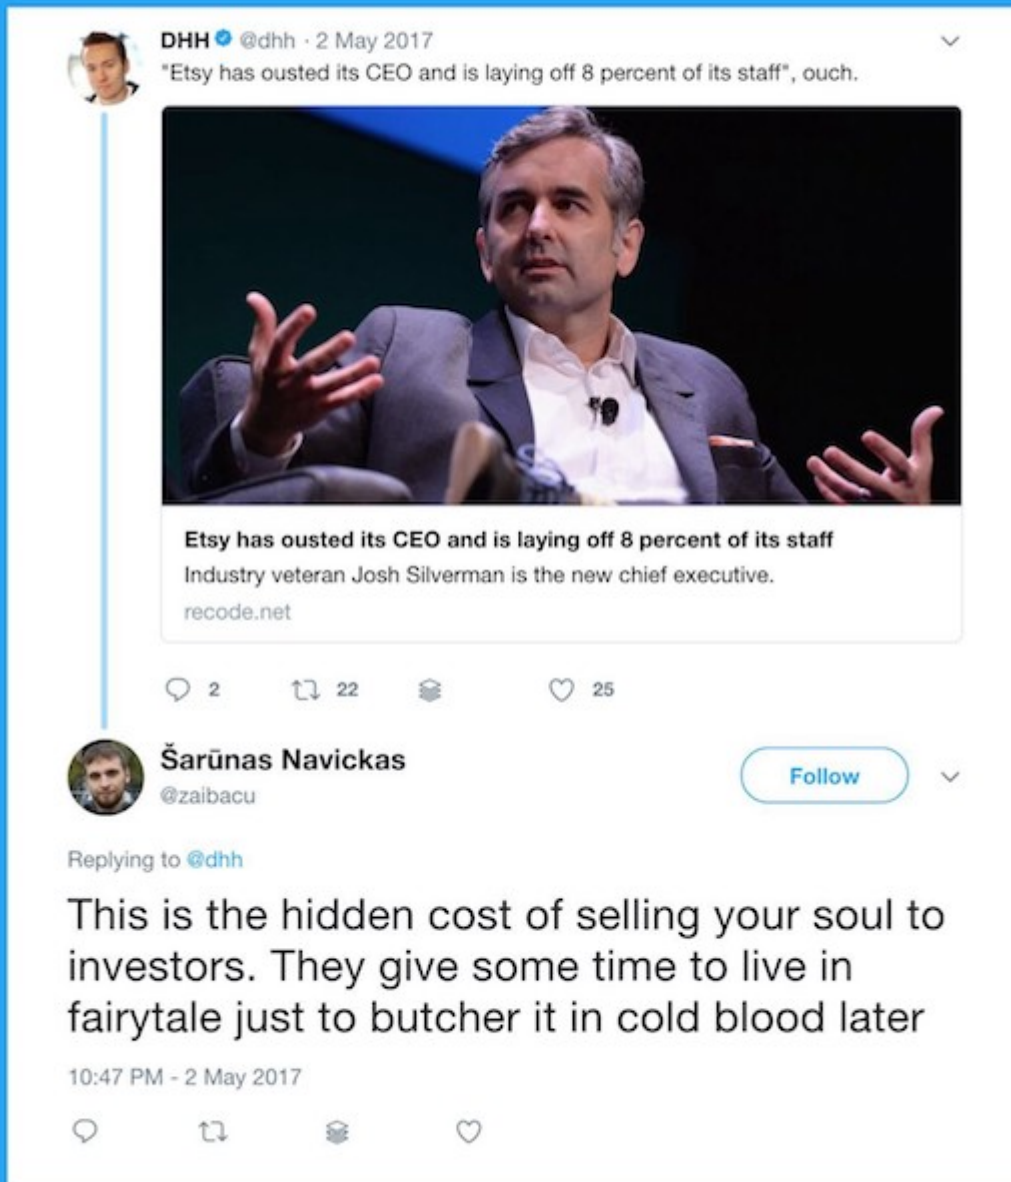 DHH @dhh · 2 May 2017
"Etsy has ousted its CEO and is laying off 8 percent of its staff", ouch.
Etsy has ousted its CEO and is laying off 8 percent of its staff
Industry veteran Josh Silverman is the new chief executive.
recode.net
2 22 25
Šarūnas Navickas
@zaibacu
Follow
Replying to @dhh
This is the hidden cost of selling your soul to
investors. They give some time to live in
fairytale just to butcher it in cold blood later
10:47 PM - 2 May 2017